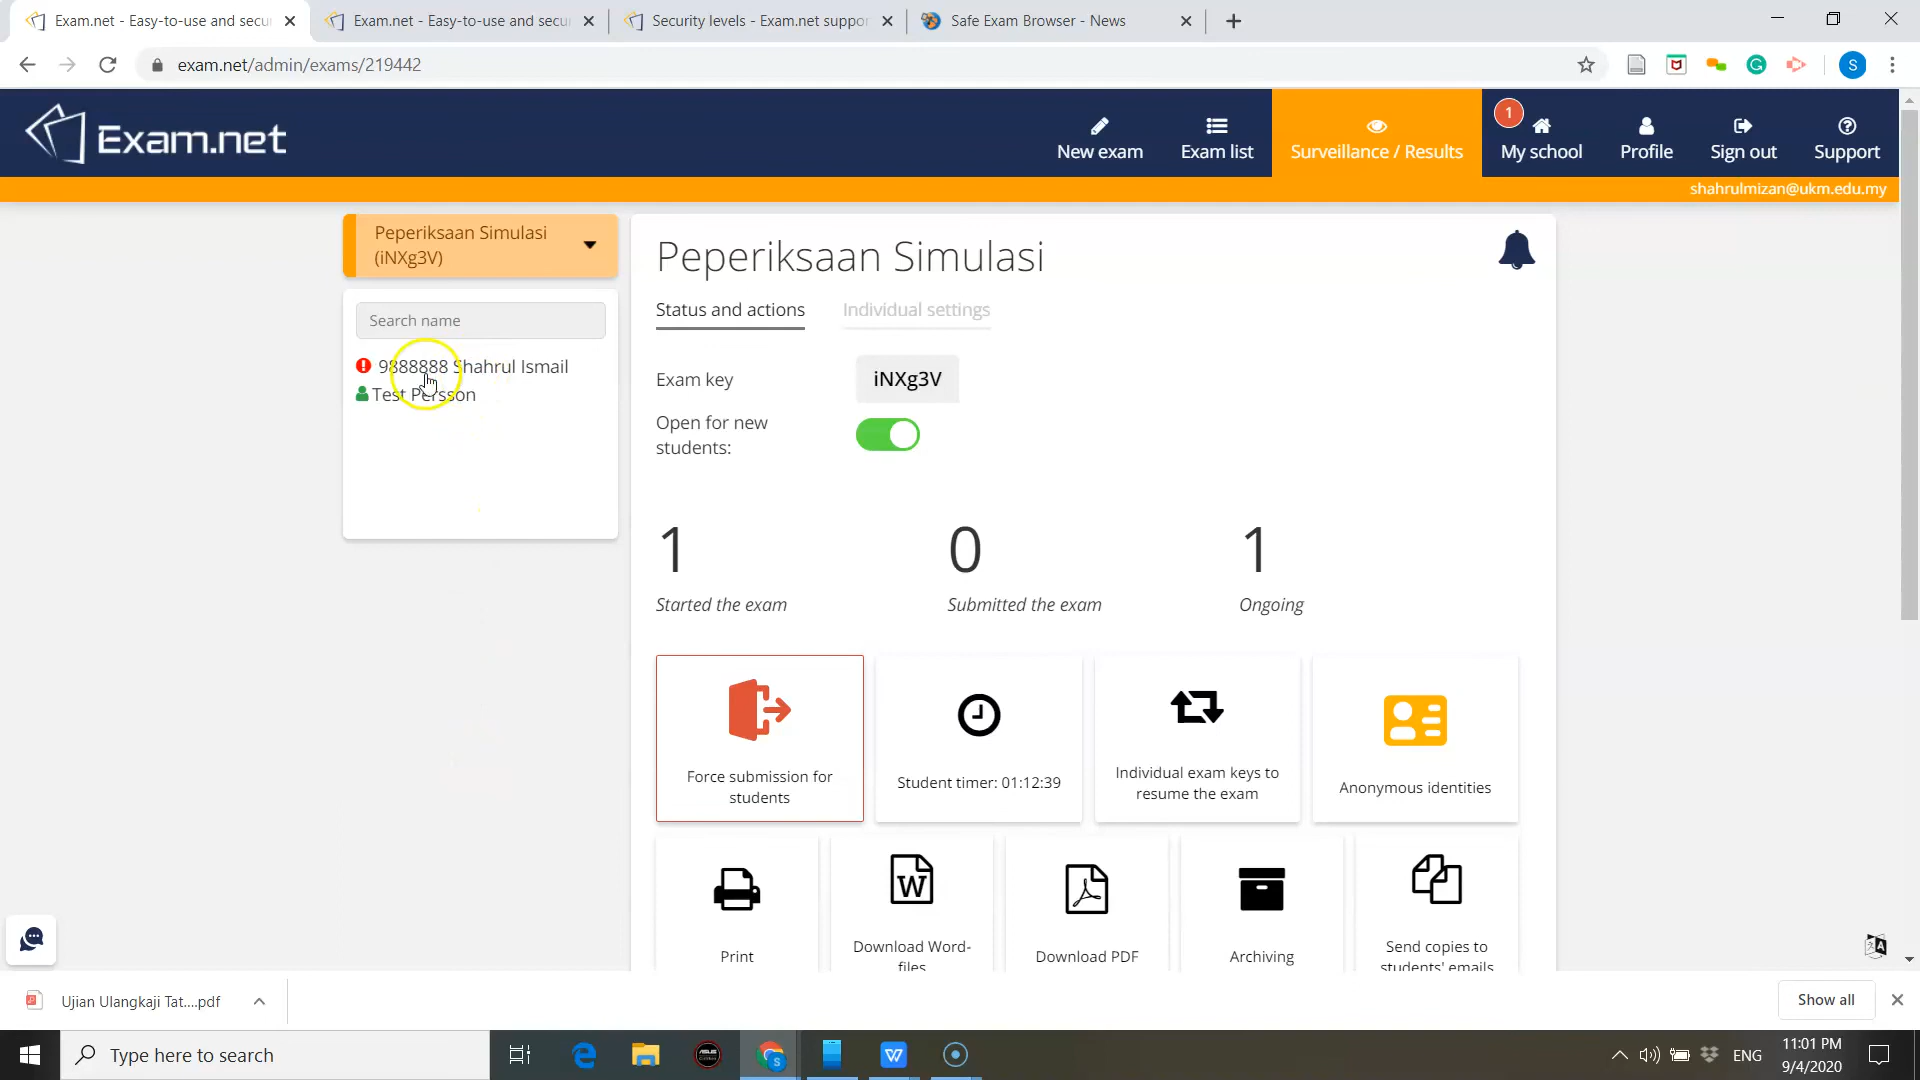 Exam.net - Easy-to-use and secu
Exam.net - Easy-to-use and secu
Security levels - Exam.net suppor
Safe Exam Browser - News
exam.net/admin/exams/219442
S
Exam.net
New exam
Exam list
Surveillance / Results
1
My school
Profile
Sign out
Support
shahrulmizan@ukm.edu.my
Peperiksaan Simulasi
(iNXg3V)
Search name
9888888 Shahrul Ismail
Test Persson
Peperiksaan Simulasi
Status and actions
Individual settings
Exam key
iNXg3V
Open for new
students:
1
0
1
Started the exam
Submitted the exam
Ongoing
Force submission for
students
Student timer: 01:12:39
Individual exam keys to
resume the exam
Anonymous identities
Print
Download Word-
files
Download PDF
Archiving
Send copies to
students' emails
Ujian Ulangkaji Tat....pdf
Show all
Type here to search
ENG
11:01 PM
9/4/2020